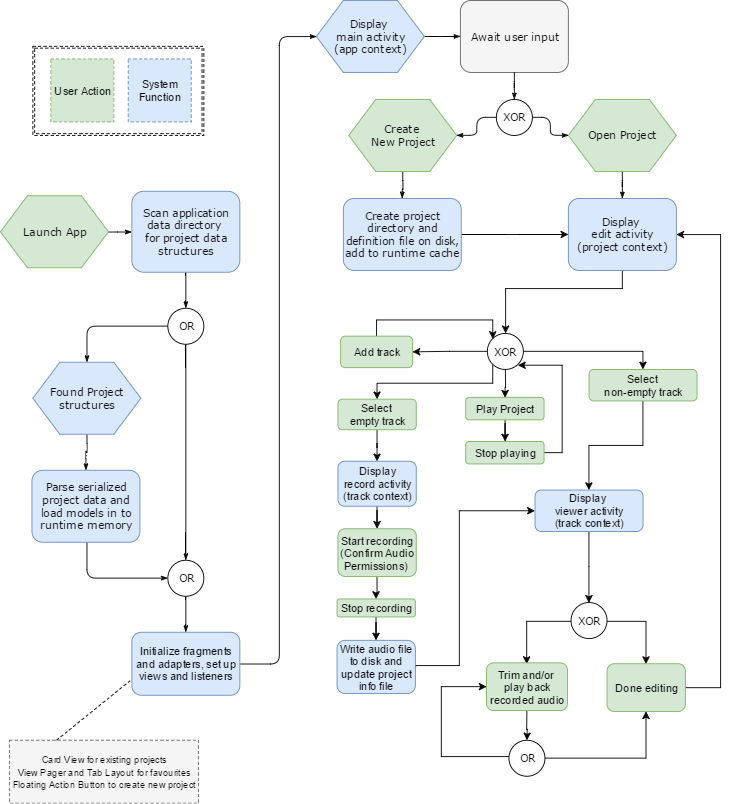 Display
main activity
(app context)
Await user input
User Action
System
Function
XOR
Create
New Project
Open Project
Launch App
Scan application
data directory
for project data
structures
Create project
directory and
definition file on disk,
add to runtime cache
Display
edit activity
(project context)
OR
Add track
XOR
Found Project
structures
Select
non-empty track
Select
empty track
Play Project
Stop playing
Parse serialized
project data and
load models in to
runtime memory
Display
record activity
(track context)
Display
viewer activity
(track context)
Start recording
(Confirm Audio
Permissions)
OR
Stop recording
XOR
Initialize fragments
and adapters, set up
views and listeners
Write audio file
to disk and
update project
info file
Trim and/or
play back
recorded audio
Done editing
OR
Card View for existing projects
View Pager and Tab Layout for favourites
Floating Action Button to create new project